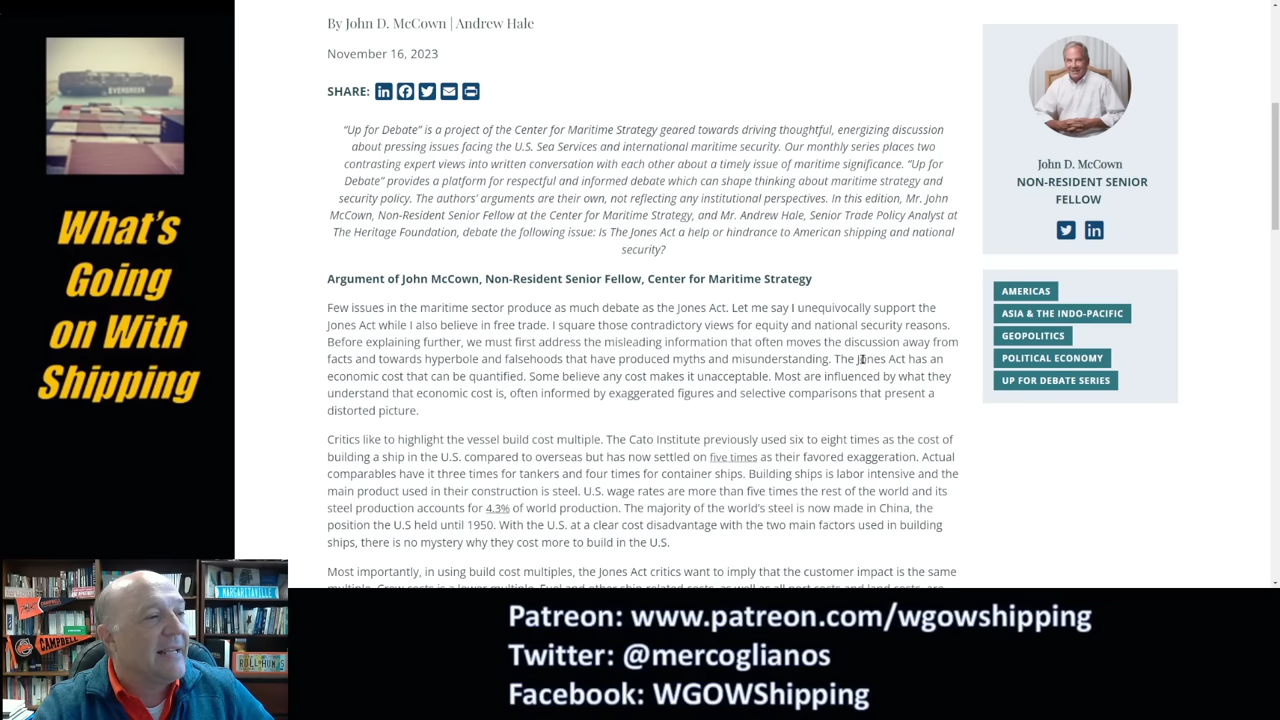 By John D. McCown | Andrew Hale
November 16, 2023
SHARE:
“Up for Debate” is a project of the Center for Maritime Strategy geared towards driving thoughtful, energizing discussion
about pressing issues facing the U.S. Sea Services and international maritime security. Our monthly series places two
contrasting expert views into written conversation with each other about a timely issue of maritime significance. “Up for
Debate” provides a platform for respectful and informed debate which can shape thinking about maritime strategy and
security policy. The authors’ arguments are their own, not reflecting any institutional perspectives. In this edition, Mr. John
McCown, Non-Resident Senior Fellow at the Center for Maritime Strategy, and Mr. Andrew Hale, Senior Trade Policy Analyst at
The Heritage Foundation, debate the following issue: Is The Jones Act a help or hindrance to American shipping and national
security?
Argument of John McCown, Non-Resident Senior Fellow, Center for Maritime Strategy
Few issues in the maritime sector produce as much debate as the Jones Act. Let me say I unequivocally support the
Jones Act while I also believe in free trade. I square those contradictory views for equity and national security reasons.
Before explaining further, we must first address the misleading information that often moves the discussion away from
facts and towards hyperbole and falsehoods that have produced myths and misunderstanding. The Jones Act has an
economic cost that can be quantified. Some believe any cost makes it unacceptable. Most are influenced by what they
understand that economic cost is, often informed by exaggerated figures and selective comparisons that present a
distorted picture.
Critics like to highlight the vessel build cost multiple. The Cato Institute previously used six to eight times as the cost of
building a ship in the U.S. compared to overseas but has now settled on five times as their favored exaggeration. Actual
comparables have it three times for tankers and four times for container ships. Building ships is labor intensive and the
main product used in their construction is steel. U.S. wage rates are more than five times the rest of the world and its
steel production accounts for 4.3% of world production. The majority of the world’s steel is now made in China, the
position the U.S held until 1950. With the U.S. at a clear cost disadvantage with the two main factors used in building
ships, there is no mystery why they cost more to build in the U.S.
Most importantly, in using build cost multiples, the Jones Act critics want to imply that the customer impact is the same
John D. McCown
NON-RESIDENT SENIOR
FELLOW
AMERICAS
ASIA & THE INDO-PACIFIC
GEOPOLITICS
POLITICAL ECONOMY
UP FOR DEBATE SERIES
EVERGREEN
What's
Going
on With
Shipping
MARGARITAVILLE
CAMPBELL
Patreon: www.patreon.com/wgowshipping
Twitter: @mercoglianos
Facebook: WGOWShipping